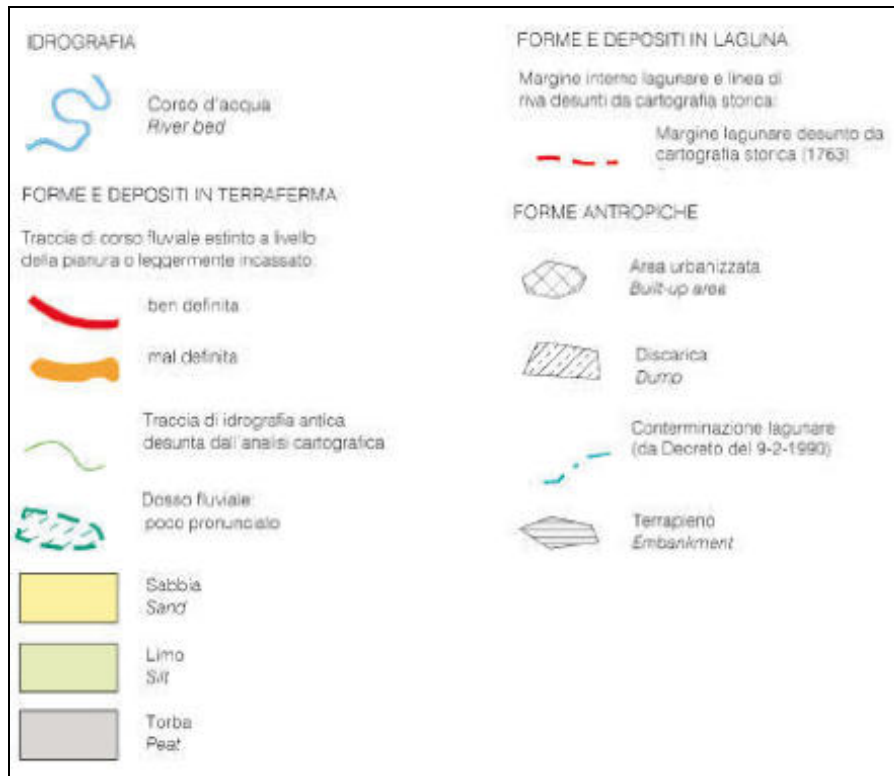 IDROGRAFIA
Corso d'acqua
River bed
FORME E DEPOSITI IN TERRAFERMA
Traccia di corso fluviale estinto a livello
della pianura o leggermente incassato:
ben definita
mal definita
Traccia di idrografia antica
desunta dall'analisi cartografica
Dosso fluviale:
poco pronunciato
Sabbia
Sand
Limo
Silt
Torba
Peat
FORME E DEPOSITI IN LAGUNA
Margine interno lagunare e linea di
riva desunti da cartografia storica:
Margine lagunare desunto da
cartografia storica (1763)
FORME ANTROPICHE
Area urbanizzata
Built-up area
Discarica
Dump
Conterminazione lagunare
(da Decreto del 9-2-1990)
Terrapieno
Embankment